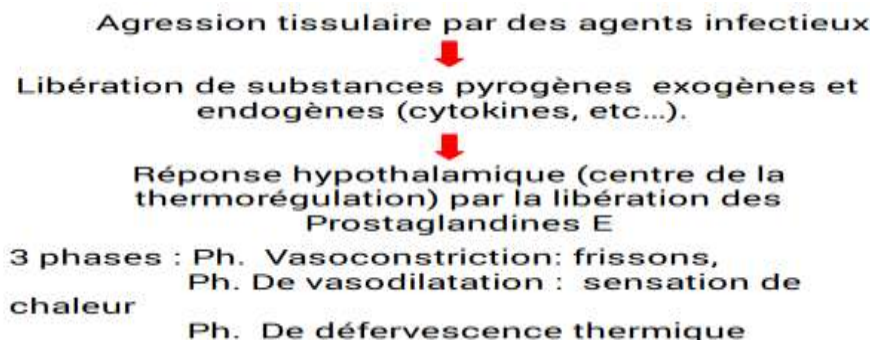 Agression tissulaire par des agents infectieux
Libération de substances pyrogènes exogènes et
endogènes (cytokines, etc...).
Réponse hypothalamique (centre de la
thermorégulation) par la libération des
Prostaglandines E
3 phases : Ph. Vasoconstriction: frissons,
Ph. De vasodilatation : sensation de
chaleur
Ph. De défervescence thermique